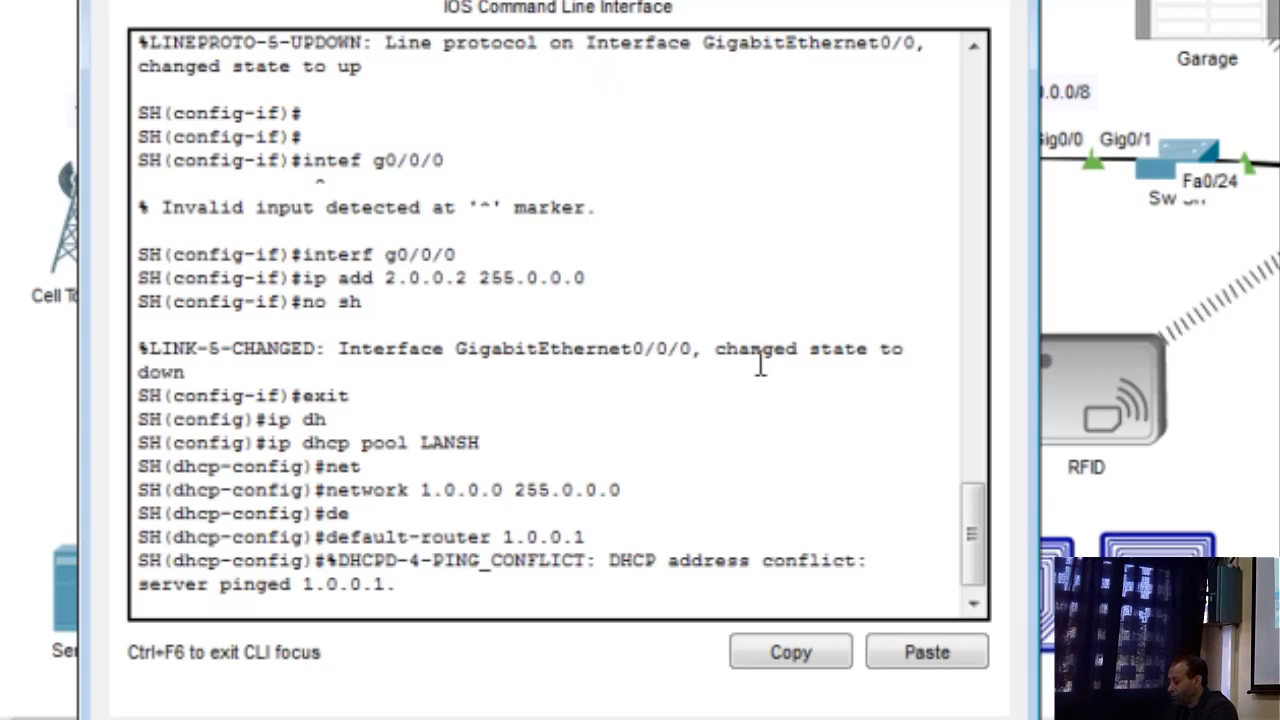 IOS Command Line Interface
%LINEPROTO-5-UPDOWN: Line protocol on Interface GigabitEthernet0/0,
changed state to up
SH(config-if)#
SH(config-if)#
SH(config-if)#intef g0/0/0
^
% Invalid input detected at '^' marker.
SH(config-if)#interf g0/0/0
SH(config-if)#ip add 2.0.0.2 255.0.0.0
SH(config-if)#no sh
%LINK-5-CHANGED: Interface GigabitEthernet0/0/0, changed state to
down
SH(config-if)#exit
SH(config)#ip dh
SH(config)#ip dhcp pool LANSH
SH(dhcp-config)#net
SH(dhcp-config)#network 1.0.0.0 255.0.0.0
SH(dhcp-config)#de
SH(dhcp-config)#default-router 1.0.0.1
SH(dhcp-config)#%DHCPD-4-PING_CONFLICT: DHCP address conflict:
server pinged 1.0.0.1.
Ctrl+F6 to exit CLI focus
Copy
Paste
Garage
.0.0/8
Gig0/0 Gig0/1
Fa0/24
Cell
RFID